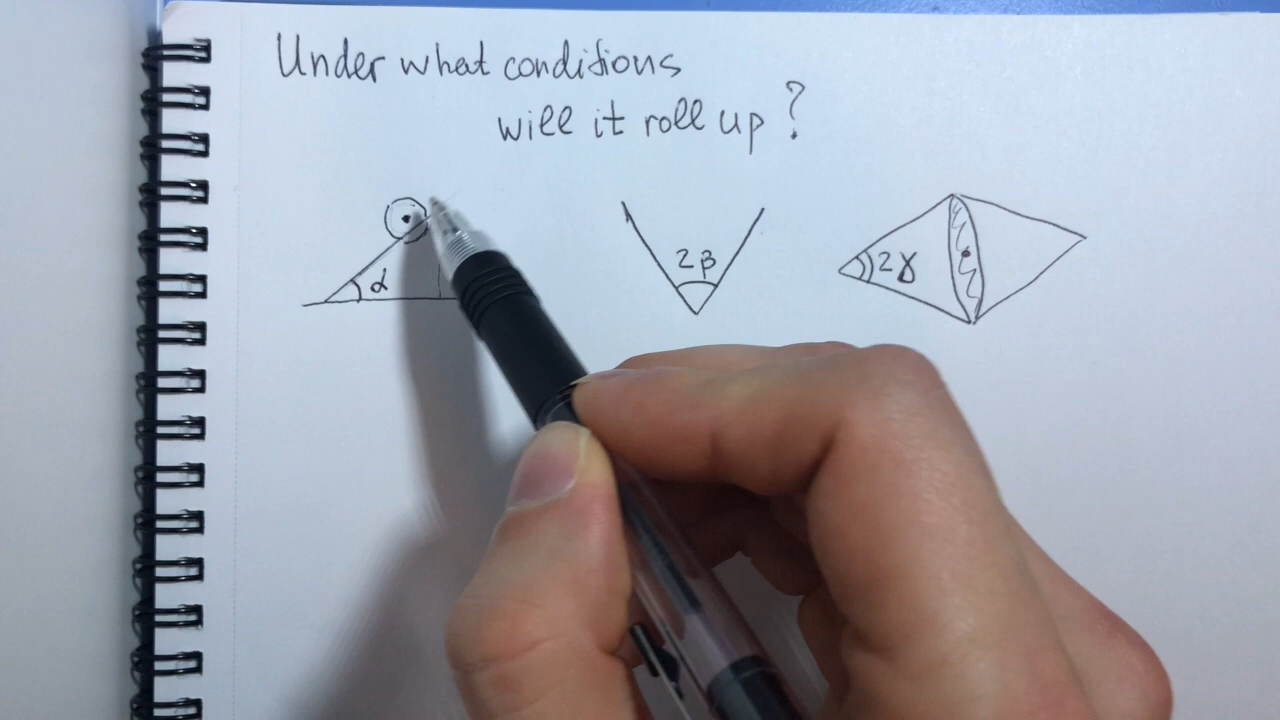 Under what conditions
will it roll up?
α
2β
2γ